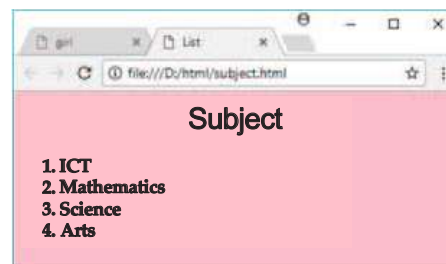 girl
List
file:///D:/html/subject.html
Subject
1. ICT
2. Mathematics
3. Science
4. Arts